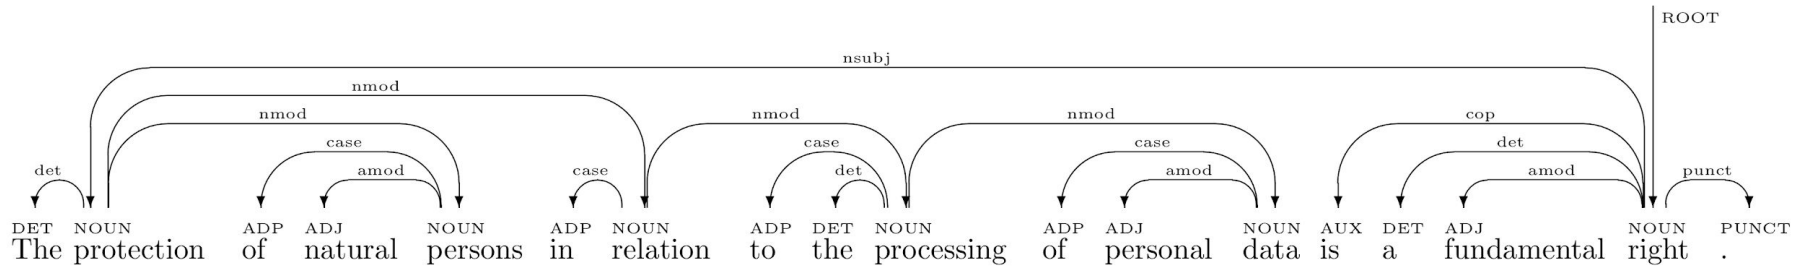 ROOT
nsubj
nmod
nmod nmod nmod cop
case case case det
det amod case det amod amod punct
DET NOUN ADP ADJ NOUN ADP NOUN ADP DET NOUN ADP ADJ NOUN AUX DET ADJ NOUN PUNCT
The protection of natural persons in relation to the processing of personal data is a fundamental right .